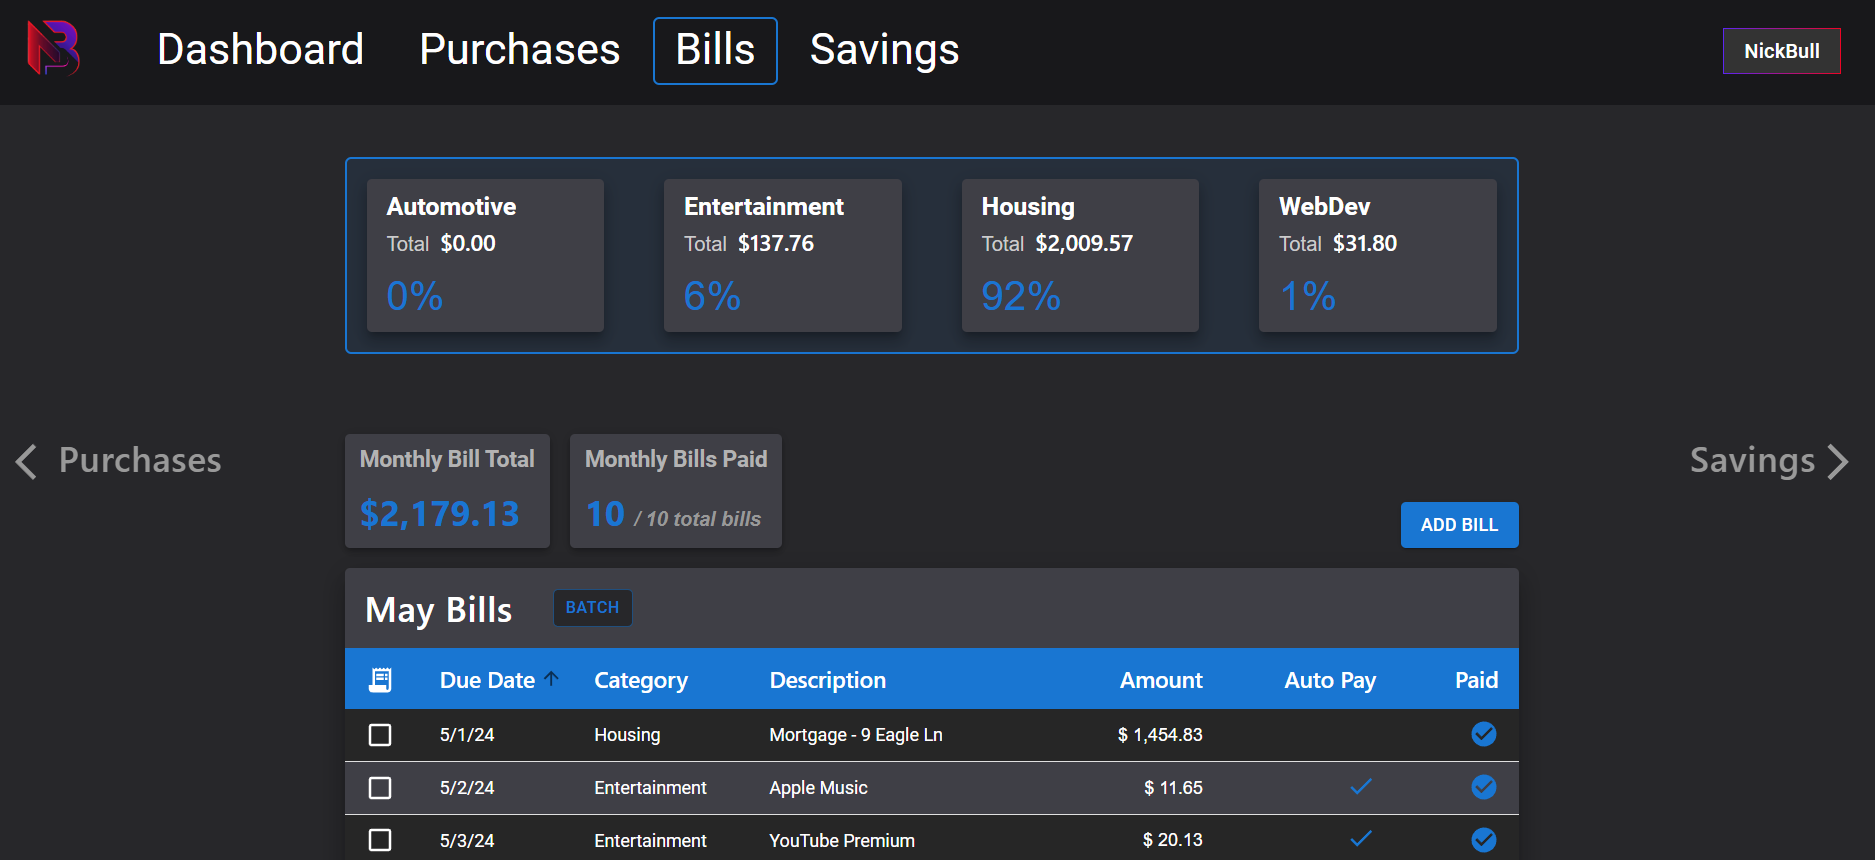 Dashboard Purchases Bills Savings NickBull
Automotive Entertainment Housing WebDev
Total $0.00 Total $137.76 Total $2,009.57 Total $31.80
0% 6% 92% 1%
Purchases Savings
Monthly Bill Total Monthly Bills Paid
$2,179.13 10 / 10 total bills
ADD BILL
May Bills BATCH
Due Date Category Description Amount Auto Pay Paid
5/1/24 Housing Mortgage - 9 Eagle Ln $ 1,454.83
5/2/24 Entertainment Apple Music $ 11.65
5/3/24 Entertainment YouTube Premium $ 20.13